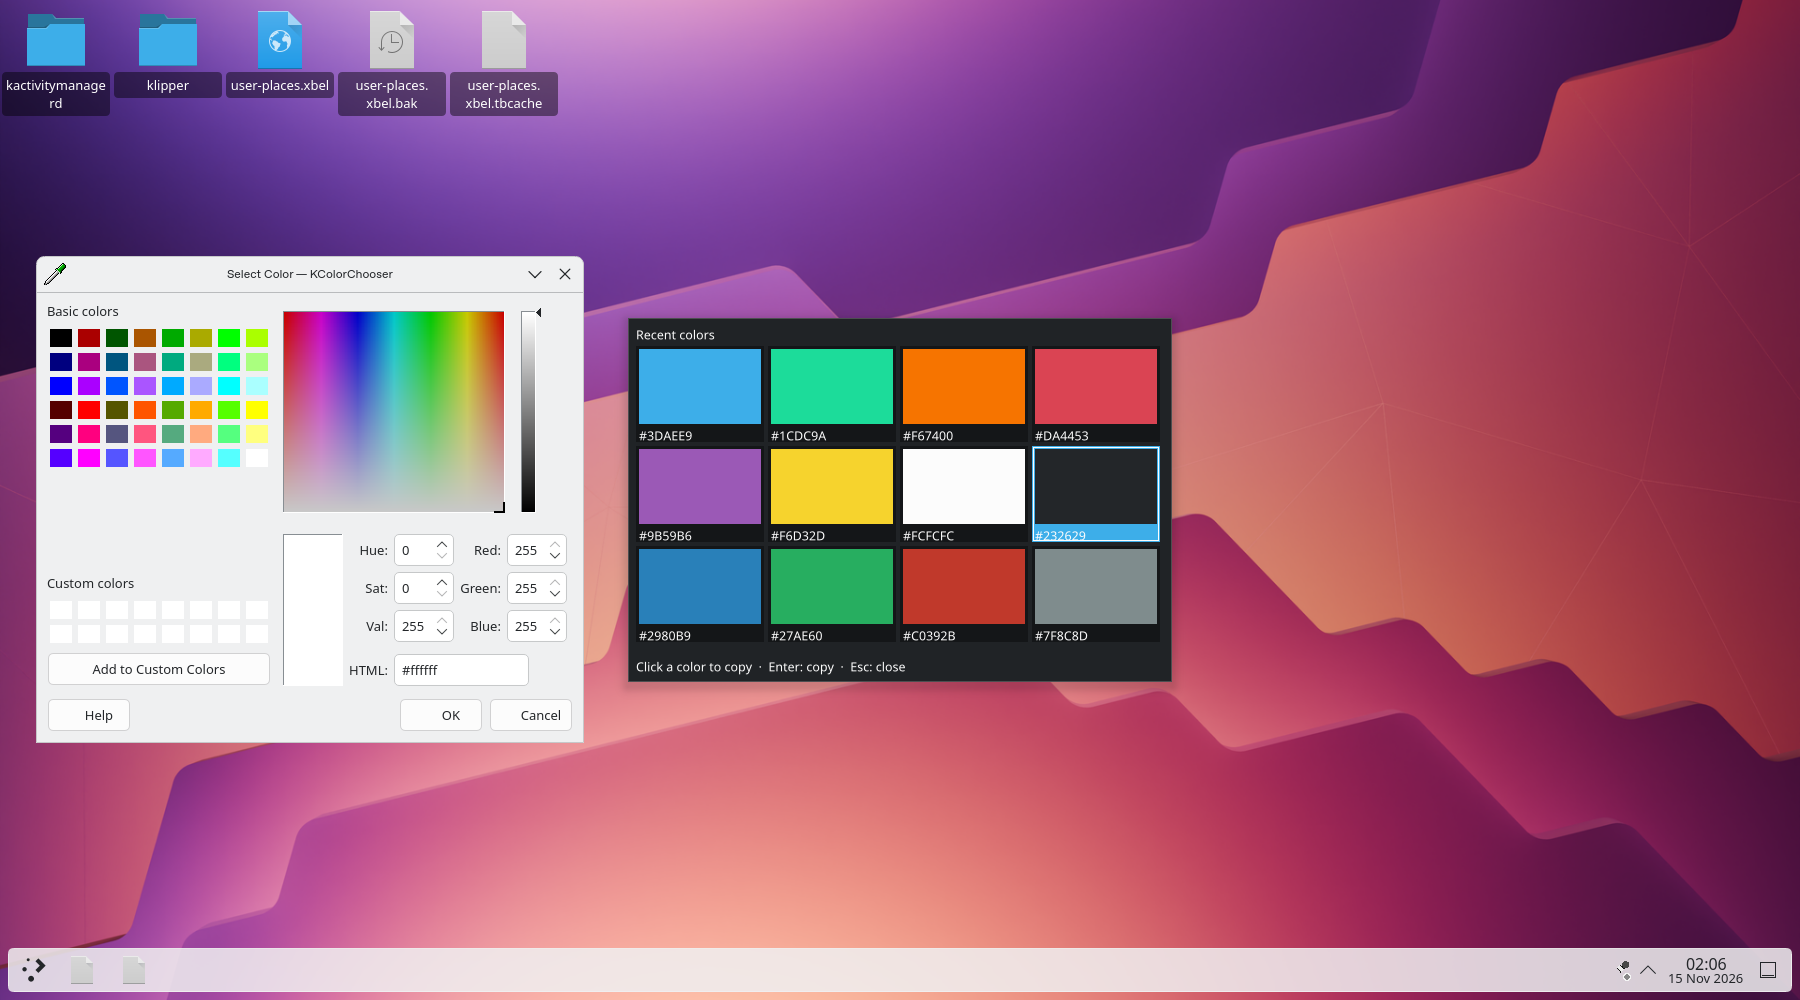 kactivitymanage
rd
klipper
user-places.xbel
user-places.
xbel.bak
user-places.
xbel.tbcache
Select Color — KColorChooser
Basic colors
Custom colors
Add to Custom Colors
Hue:
0
Red:
255
Sat:
0
Green:
255
Val:
255
Blue:
255
HTML:
#ffffff
Help
OK
Cancel
Recent colors
#3DAEE9
#1CDC9A
#F67400
#DA4453
#9B59B6
#F6D32D
#FCFCFC
#232629
#2980B9
#27AE60
#C0392B
#7F8C8D
Click a color to copy · Enter: copy · Esc: close
02:06
15 Nov 2026